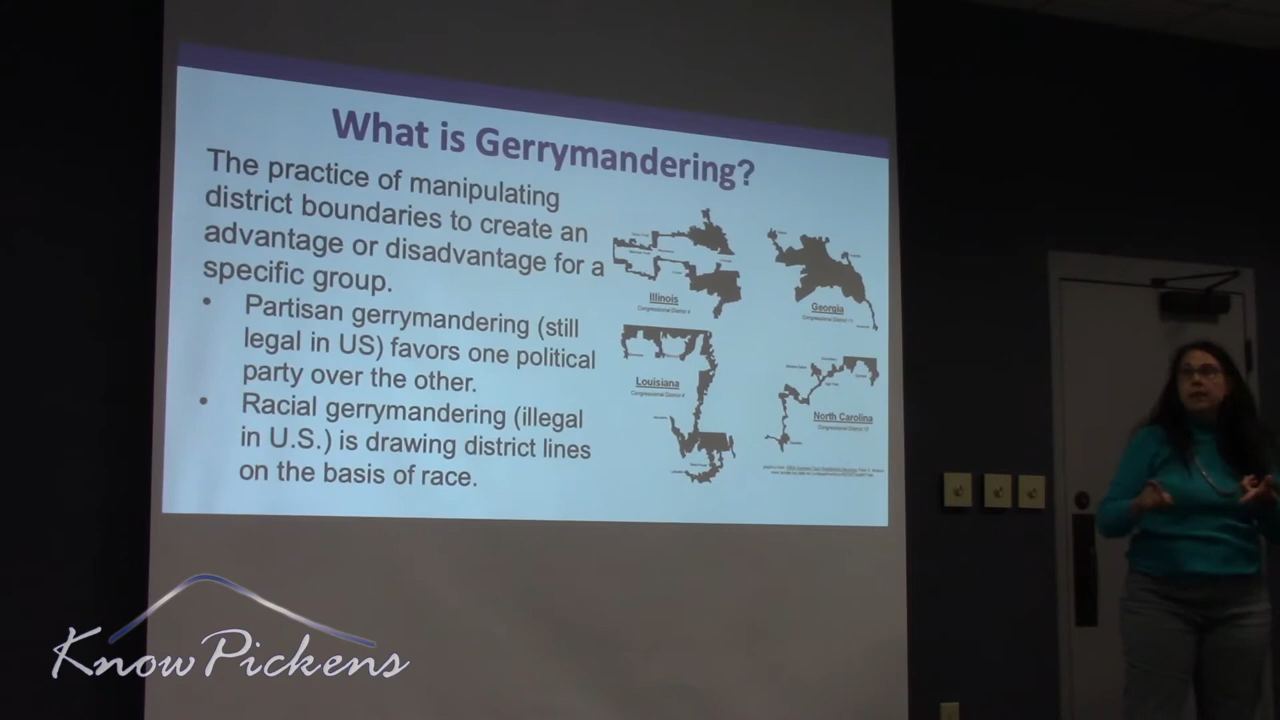 What is Gerrymandering?
The practice of manipulating
district boundaries to create an
advantage or disadvantage for a
specific group.
• Partisan gerrymandering (still
legal in US) favors one political
party over the other.
• Racial gerrymandering (illegal
in U.S.) is drawing district lines
on the basis of race.
Illinois
Georgia
Louisiana
North Carolina
KnowPickens